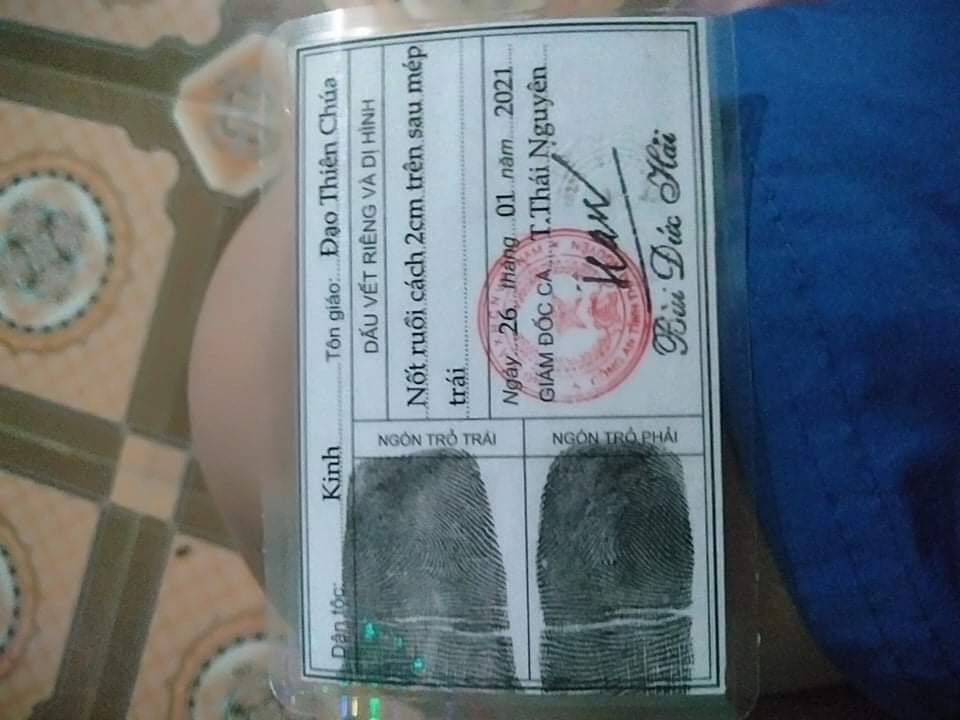 Dân tộc: Kinh Tôn giáo: Đạo Thiên Chúa
NGÓN TRỎ TRÁI
NGÓN TRỎ PHẢI
DẤU VẾT RIÊNG VÀ DỊ HÌNH
Nốt ruồi cách 2cm trên sau mép
trái
Ngày 26 tháng 01 năm 2021
GIÁM ĐỐC CA T.Thái Nguyên
Bùi Đức Hải